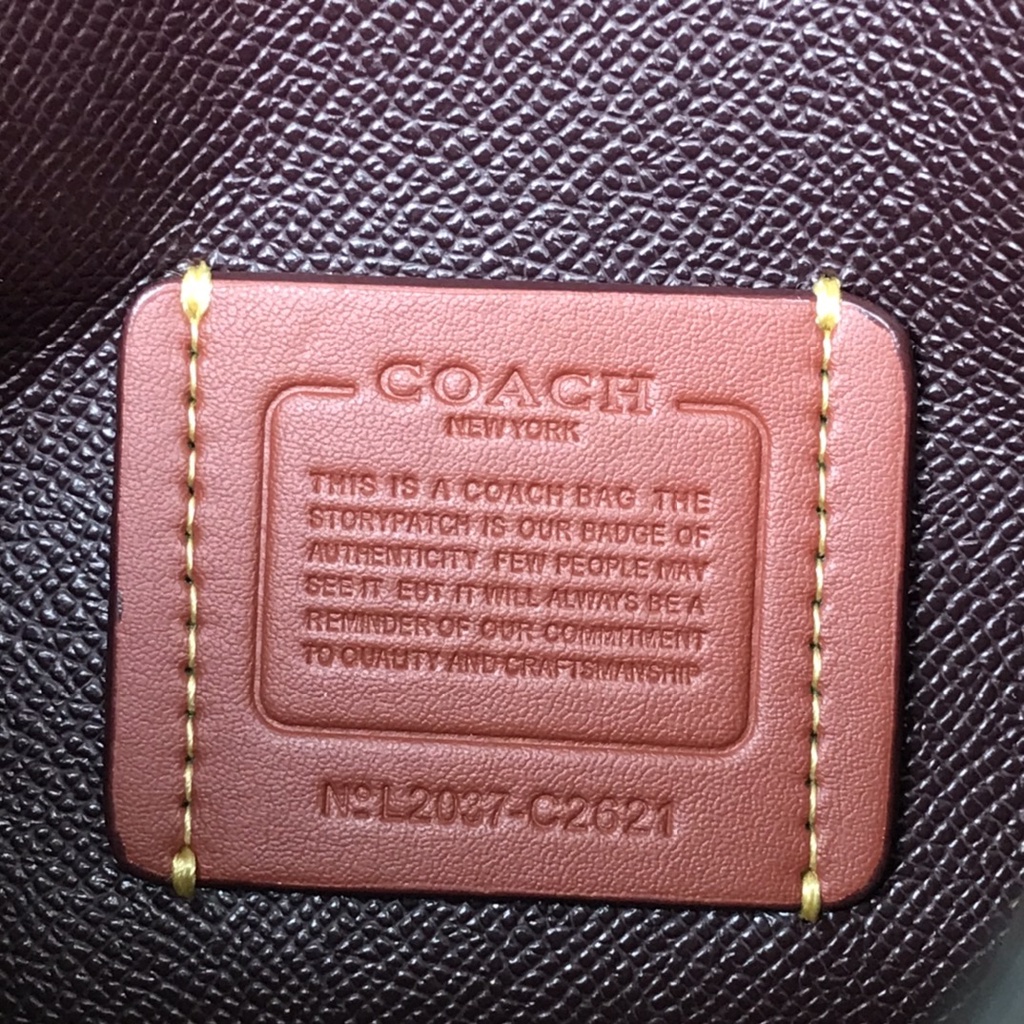 COACH
NEW YORK
THIS IS A COACH BAG. THE
STORYPATCH IS OUR BADGE OF
AUTHENTICITY. FEW PEOPLE MAY
SEE IT. BUT IT WILL ALWAYS BE A
REMINDER OF OUR COMMITMENT
TO QUALITY AND CRAFTSMANSHIP
NºL2037-C2621